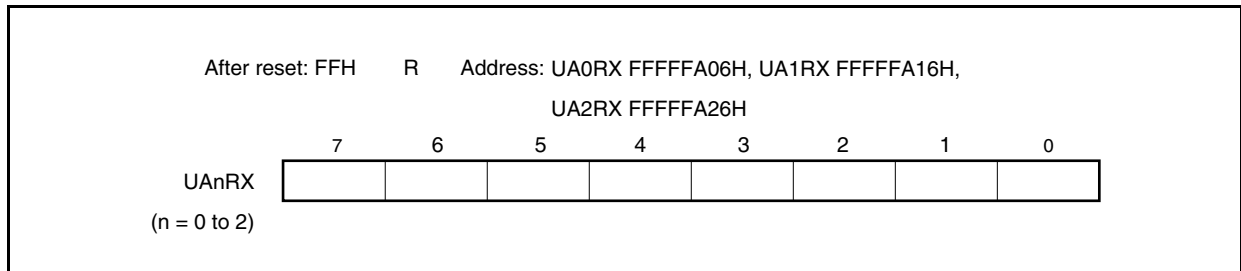 After reset: FFH R Address: UA0RX FFFFFA06H, UA1RX FFFFFA16H,
UA2RX FFFFFA26H
7 6 5 4 3 2 1 0
UAnRX
(n = 0 to 2)